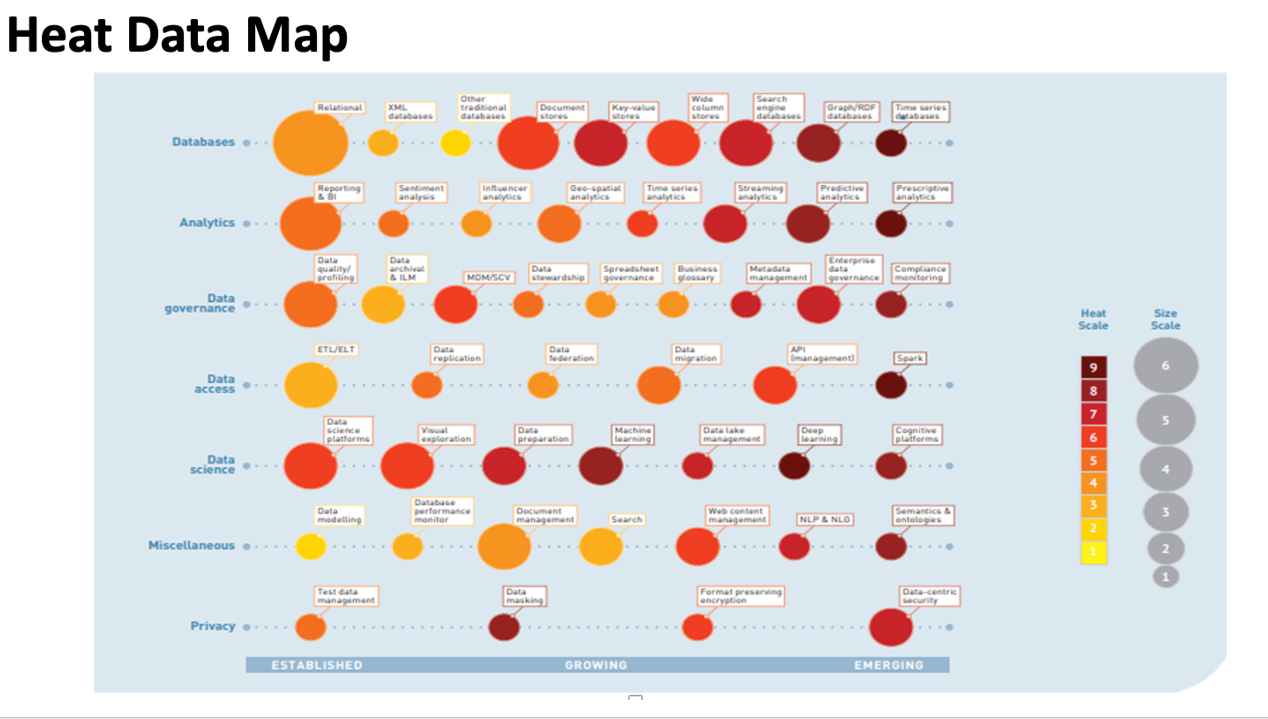 Heat Data Map
Databases
Relational
XML
databases
Other
traditional
databases
Document
stores
Key-value
stores
Wide
column
stores
Search
engine
databases
Graph/RDF
databases
Time series
databases
Analytics
Reporting
& BI
Sentiment
analysis
Influencer
analytics
Geo-spatial
analytics
Time series
analytics
Streaming
analytics
Predictive
analytics
Prescriptive
analytics
Data
governance
Data
quality/
profiling
Data
archival
& ILM
MDM/SCV
Data
stewardship
Spreadsheet
governance
Business
glossary
Metadata
management
Enterprise
data
governance
Compliance
monitoring
Data
access
ETL/ELT
Data
replication
Data
federation
Data
migration
API
(management)
Spark
Data
science
Data
science
platforms
Visual
exploration
Data
preparation
Machine
learning
Data lake
management
Deep
learning
Cognitive
platforms
Miscellaneous
Data
modelling
Database
performance
monitor
Document
management
Search
Web content
management
NLP & NLG
Semantics &
ontologies
Privacy
Test data
management
Data
masking
Format preserving
encryption
Data-centric
security
ESTABLISHED
GROWING
EMERGING
Heat
Scale
9
8
7
6
5
4
3
2
1
Size
Scale
6
5
4
3
2
1